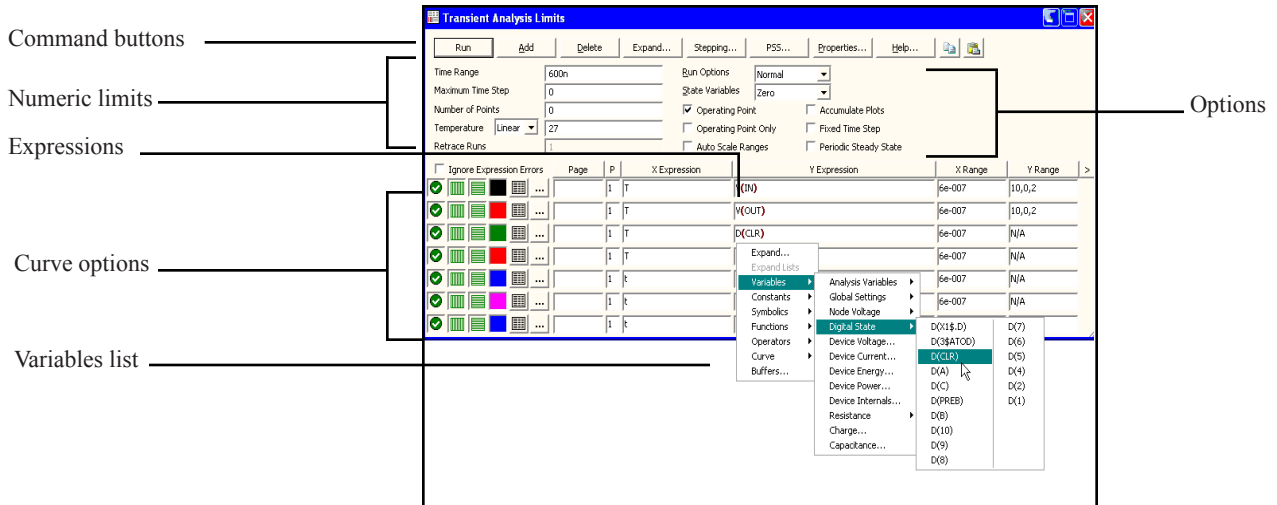 Transient Analysis Limits
Command buttons
Run Add Delete Expand... Stepping... PSS... Properties... Help...
Numeric limits
Time Range 600n Run Options Normal
Maximum Time Step 0 State Variables Zero
Number of Points 0 Operating Point Accumulate Plots
Temperature Linear 27 Operating Point Only Fixed Time Step
Retrace Runs 1 Auto Scale Ranges Periodic Steady State
Options
Expressions
Ignore Expression Errors Page P X Expression Y Expression X Range Y Range >
... 1 T V(IN) 6e-007 10,0,2
... 1 T V(OUT) 6e-007 10,0,2
... 1 T D(CLR) 6e-007 N/A
... 1 T 6e-007 N/A
... 1 t 6e-007 N/A
... 1 t 6e-007 N/A
... 1 t
Curve options
Variables list
Expand...
Expand Lists
Variables
Constants
Symbolics
Functions
Operators
Curve
Buffers...
Analysis Variables
Global Settings
Node Voltage
Digital State
Device Voltage...
Device Current...
Device Energy...
Device Power...
Device Internals...
Resistance
Charge...
Capacitance...
D(X1$.D)
D(3$ATOD)
D(CLR)
D(A)
D(C)
D(PREB)
D(B)
D(10)
D(9)
D(8)
D(7)
D(6)
D(5)
D(4)
D(2)
D(1)